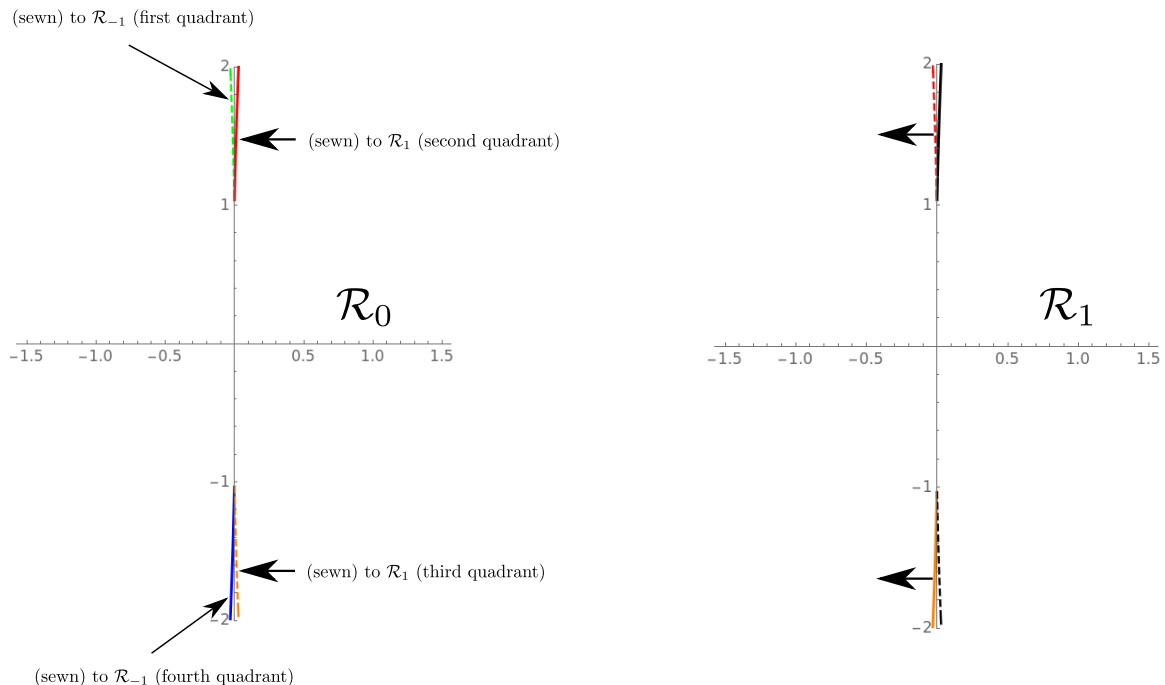 (sewn) to ℛ₋₁ (first quadrant)
2
2
(sewn) to ℛ₁ (second quadrant)
1
1
ℛ₀
ℛ₁
−1.5 −1.0 −0.5 0.5 1.0 1.5
−1.5 −1.0 −0.5 0.5 1.0 1.5
−1
−1
(sewn) to ℛ₁ (third quadrant)
−2
−2
(sewn) to ℛ₋₁ (fourth quadrant)